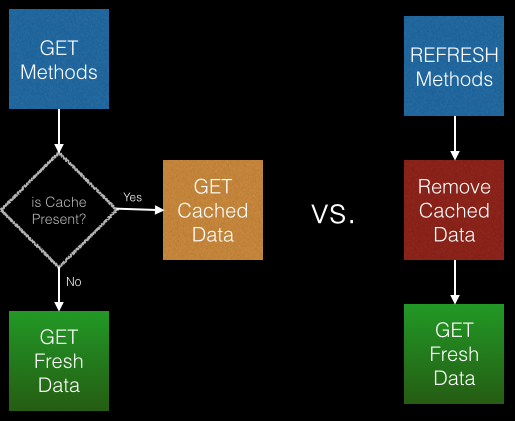 GET
Methods
is Cache
Present?
Yes
GET
Cached
Data
No
GET
Fresh
Data
vs.
REFRESH
Methods
Remove
Cached
Data
GET
Fresh
Data